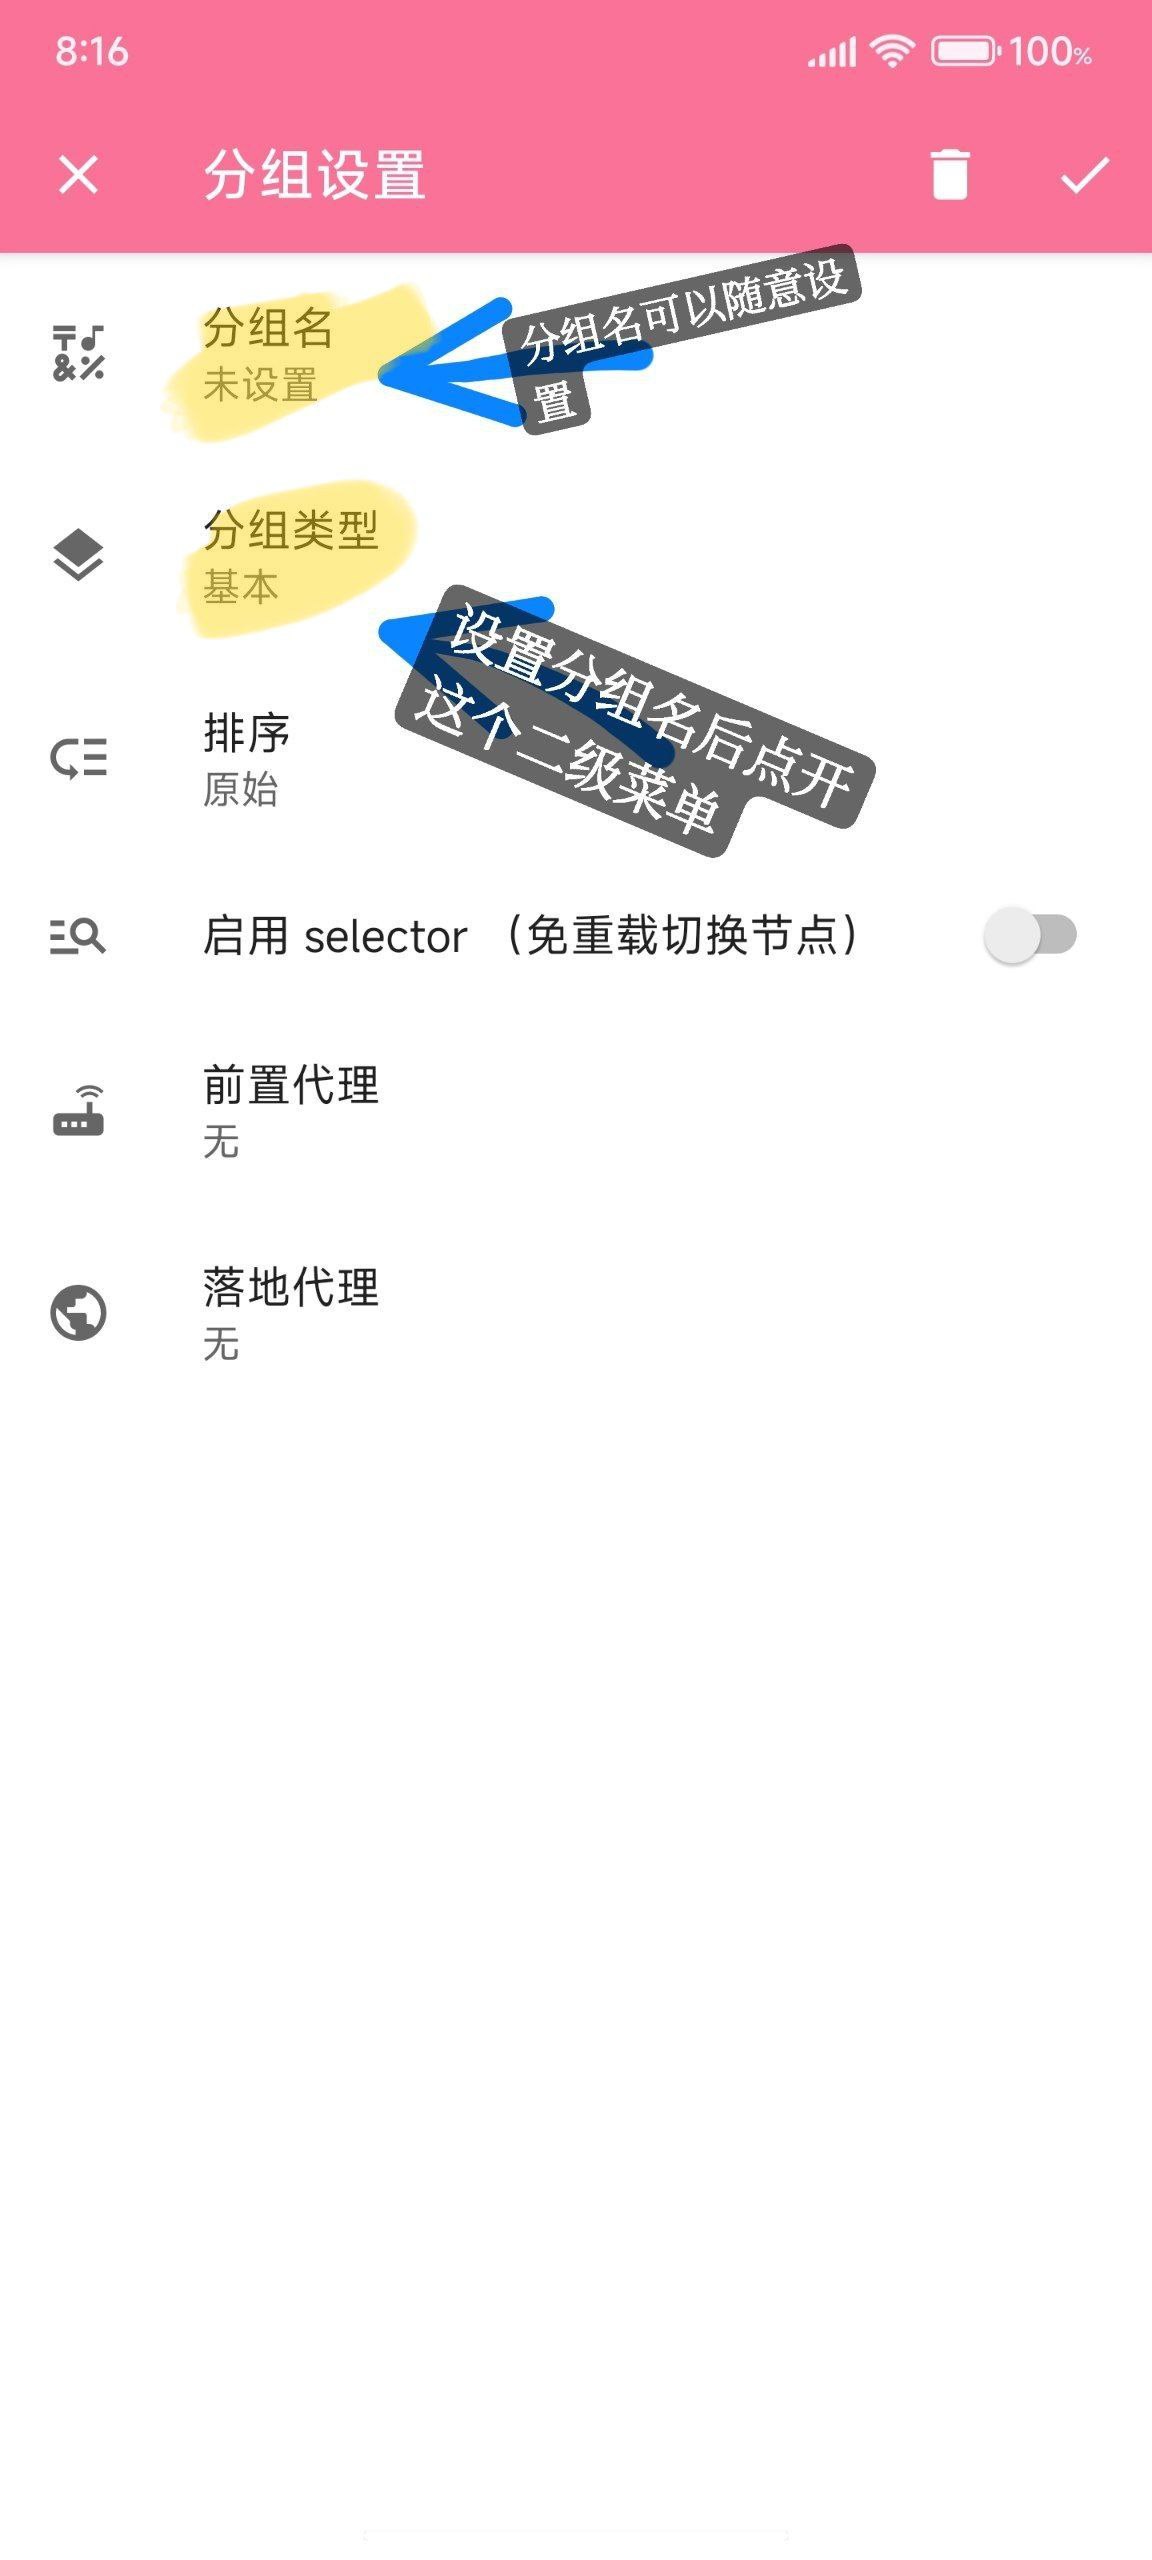 8:16
100%
分组设置
分组名
未设置
分组名可以随意设
置
分组类型
基本
设置分组名后点开
这个二级菜单
排序
原始
启用 selector （免重载切换节点）
前置代理
无
落地代理
无